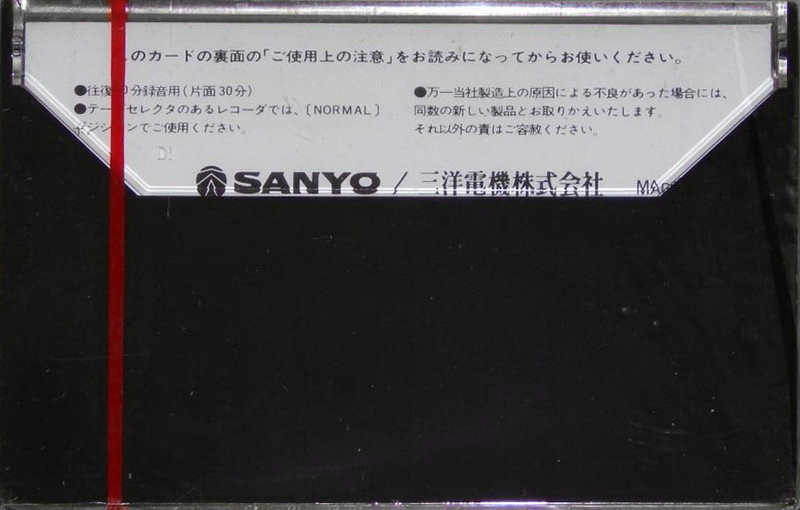 のカードの裏面の「ご使用上の注意」をお読みになってからお使いください。
●往復 0分録音用(片面30分)
●テー セレクタのあるレコーダでは、〔NORMAL〕
ポジションでご使用ください。
●万一当社製造上の原因による不良があった場合には、
同数の新しい製品とお取りかえいたします。
それ以外の責はご容赦ください。
SANYO / 三洋電機株式会社